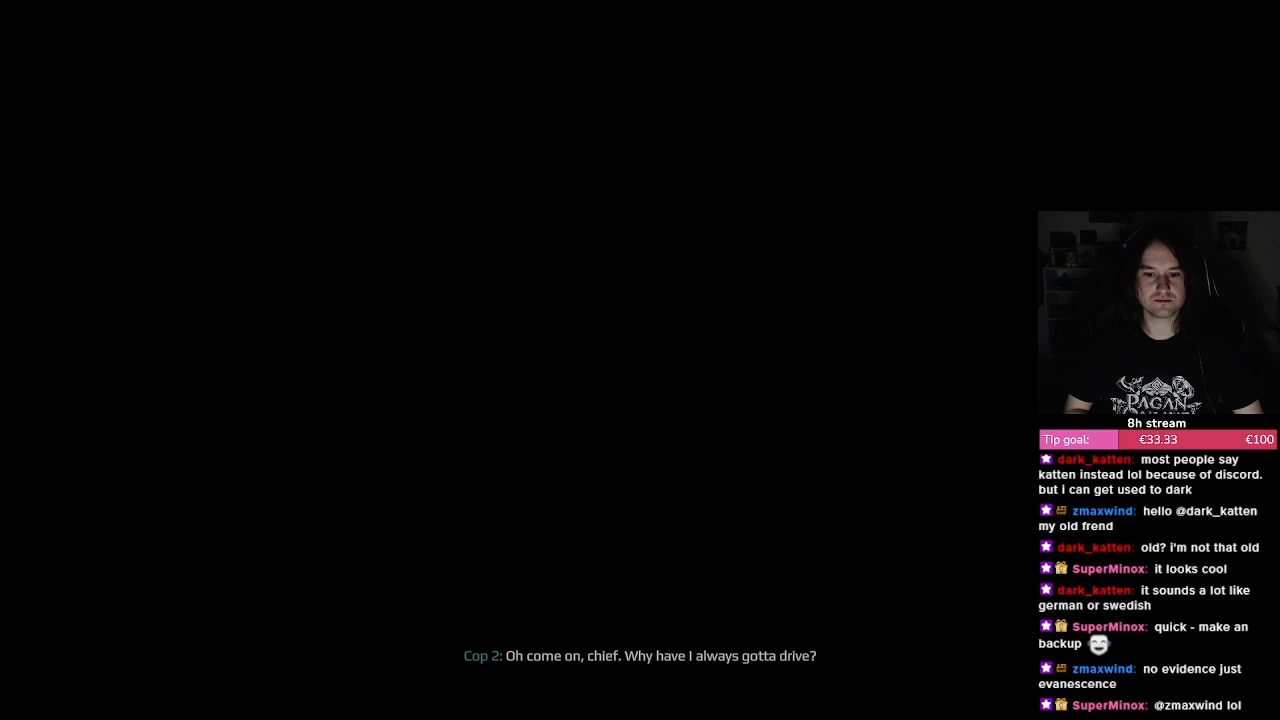 PAGAN
8h stream
Tip goal: €33.33 €100
dark_katten: most people say
katten instead lol because of discord.
but i can get used to dark
zmaxwind: hello @dark_katten
my old frend
dark_katten: old? i'm not that old
SuperMinox: it looks cool
dark_katten: it sounds a lot like
german or swedish
SuperMinox: quick - make an
backup
zmaxwind: no evidence just
evanescence
SuperMinox: @zmaxwind lol
Cop 2: Oh come on, chief. Why have I always gotta drive?